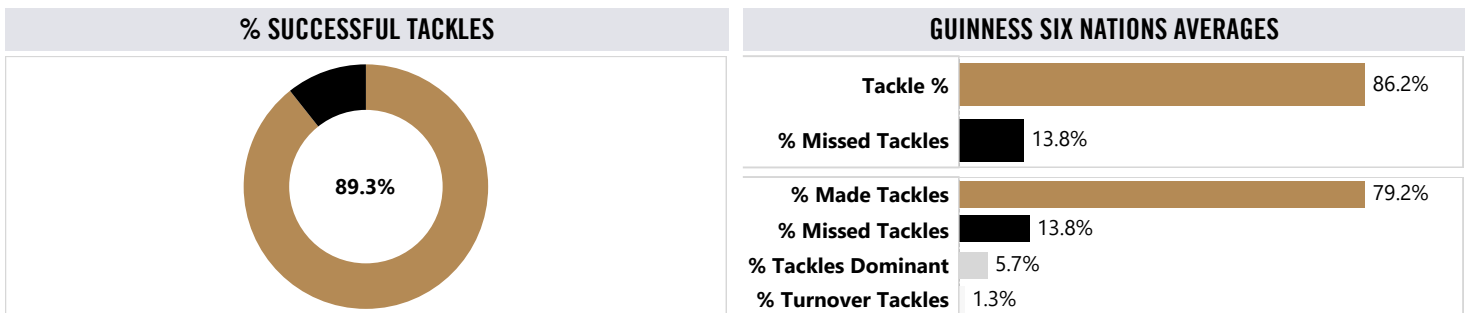 % SUCCESSFUL TACKLES
89.3%
GUINNESS SIX NATIONS AVERAGES
Tackle % 86.2%
% Missed Tackles 13.8%
% Made Tackles 79.2%
% Missed Tackles 13.8%
% Tackles Dominant 5.7%
% Turnover Tackles 1.3%